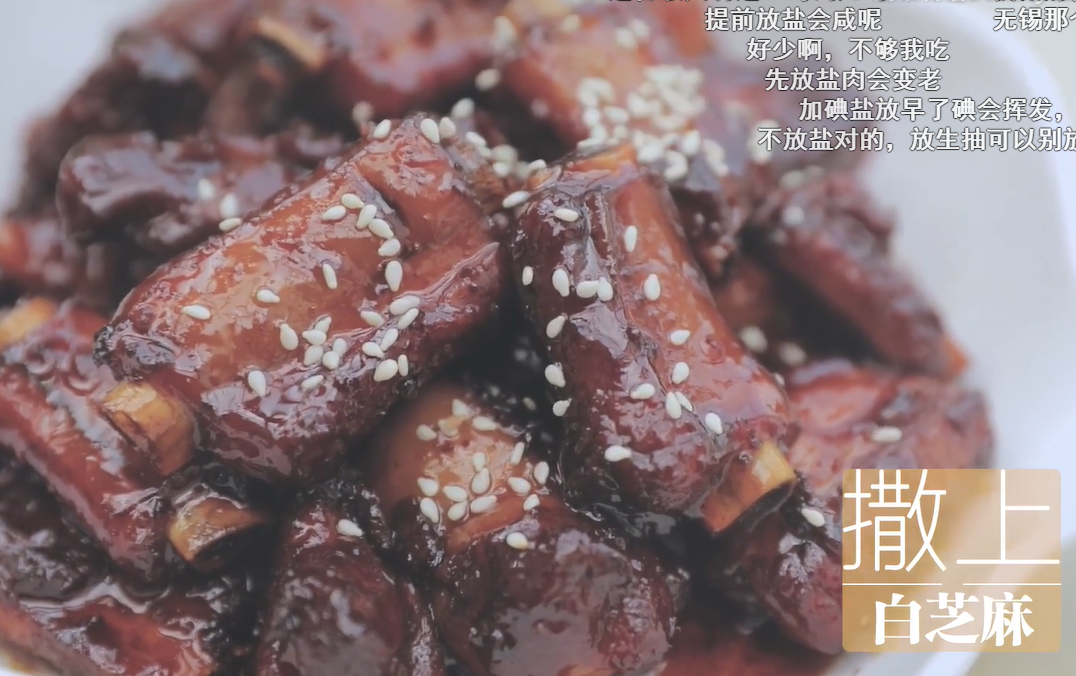 提前放盐会咸呢
无锡那个
好少啊，不够我吃
先放盐肉会变老
加碘盐放早了碘会挥发，
不放盐对的，放生抽可以别放
撒上
白芝麻